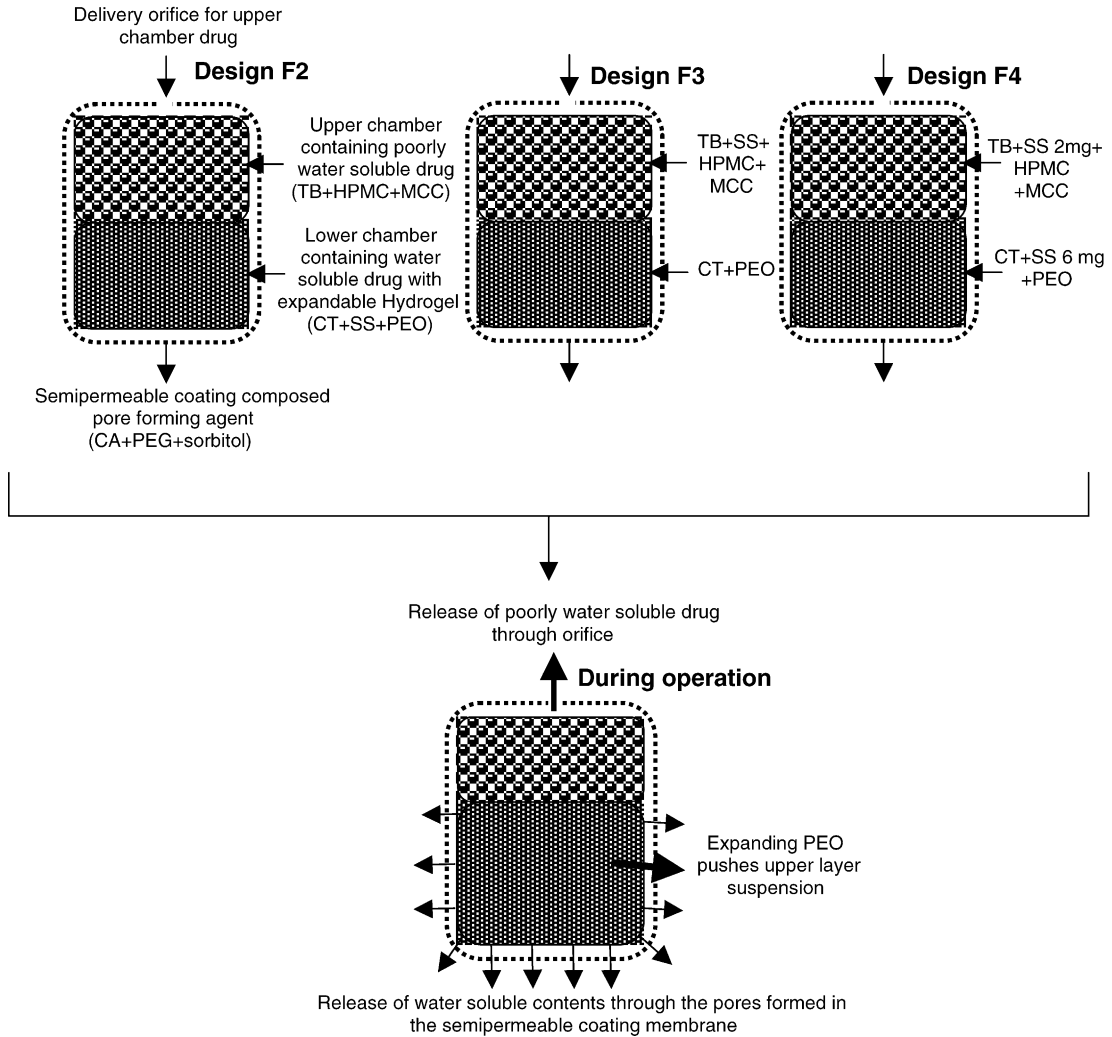 Delivery orifice for upper
chamber drug
Design F2
Upper chamber
containing poorly
water soluble drug
(TB+HPMC+MCC)
Lower chamber
containing water
soluble drug with
expandable Hydrogel
(CT+SS+PEO)
Semipermeable coating composed
pore forming agent
(CA+PEG+sorbitol)
Design F3
TB+SS+
HPMC+
MCC
CT+PEO
Design F4
TB+SS 2mg+
HPMC
+MCC
CT+SS 6 mg
+PEO
Release of poorly water soluble drug
through orifice
During operation
Expanding PEO
pushes upper layer
suspension
Release of water soluble contents through the pores formed in
the semipermeable coating membrane